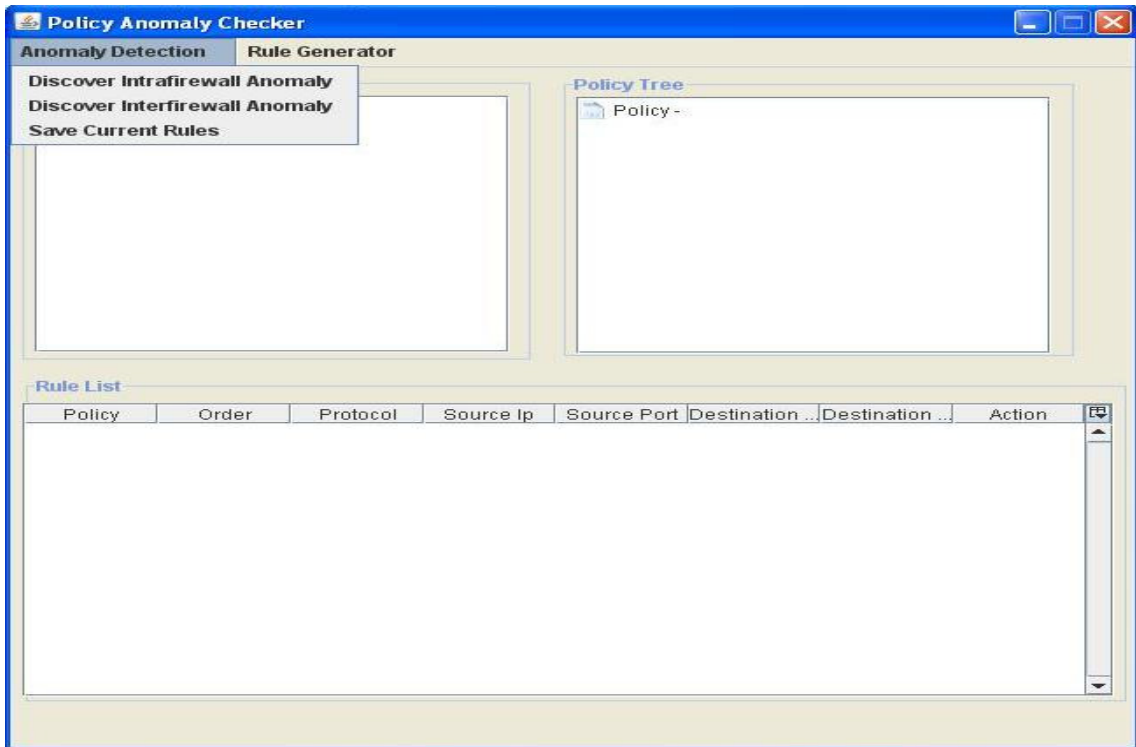 Policy Anomaly Checker
Anomaly Detection Rule Generator
Discover Intrafirewall Anomaly
Discover Interfirewall Anomaly
Save Current Rules
Policy Tree
Policy -
Rule List
Policy Order Protocol Source Ip Source Port Destination ... Destination ... Action